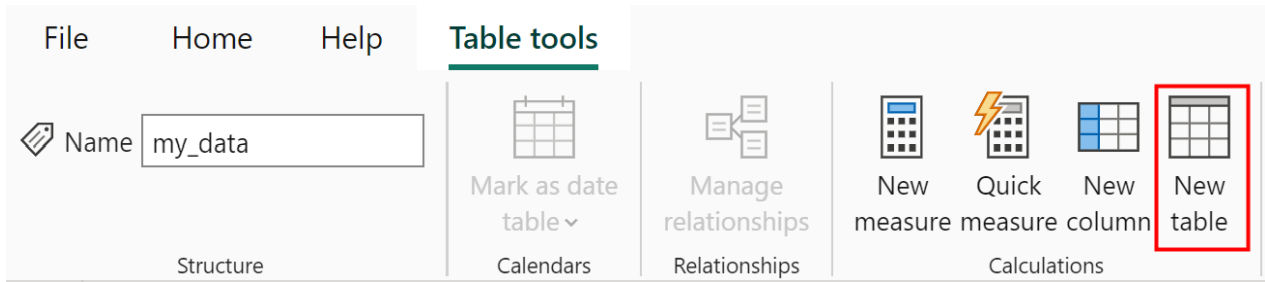 File Home Help Table tools
Name my_data
Mark as date
table
Manage
relationships
New
measure
Quick
measure
New
column
New
table
Structure Calendars Relationships Calculations